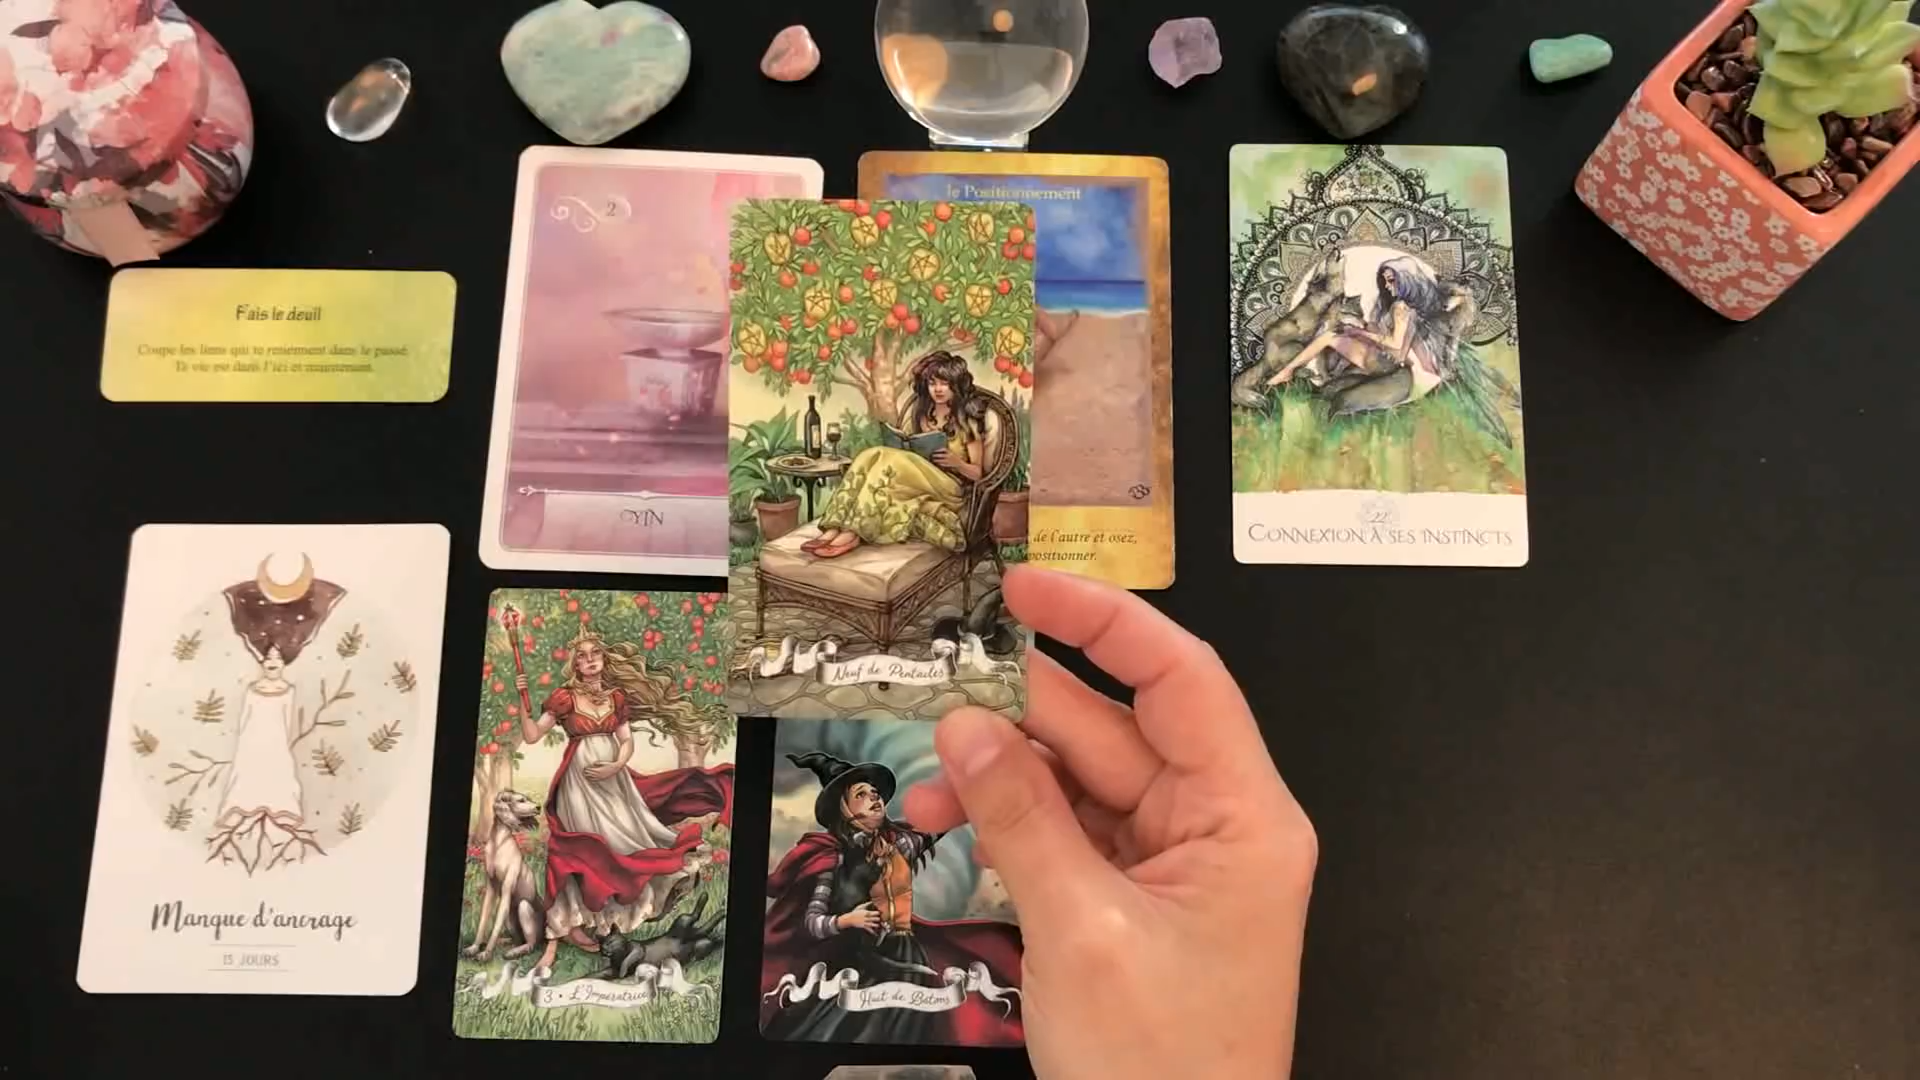 Fais le deuil
Coupe les liens qui te retiennent dans le passé.
Ta vie est dans l'ici et maintenant.
2
YIN
le Positionnement
de l'autre et osez,
positionner.
22
CONNEXION À SES INSTINCTS
Neuf de Pentacles
Manque d'ancrage
15 JOURS
3 • L'Impératrice
Huit de Bâtons